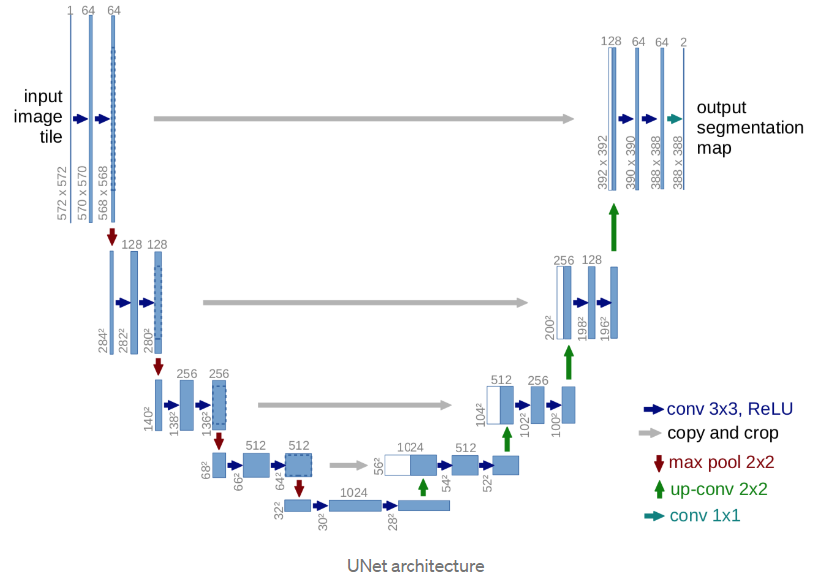 1 64 64
input
image
tile
572 x 572
570 x 570
568 x 568
128 64 64 2
output
segmentation
map
392 x 392
390 x 390
388 x 388
388 x 388
128 128
284²
282²
280²
256 128
200²
198²
196²
256 256
140²
138²
136²
512 256
104²
102²
100²
512 512
68²
66²
64²
1024 512
56²
54²
52²
1024
32²
30²
28²
conv 3x3, ReLU
copy and crop
max pool 2x2
up-conv 2x2
conv 1x1
UNet architecture